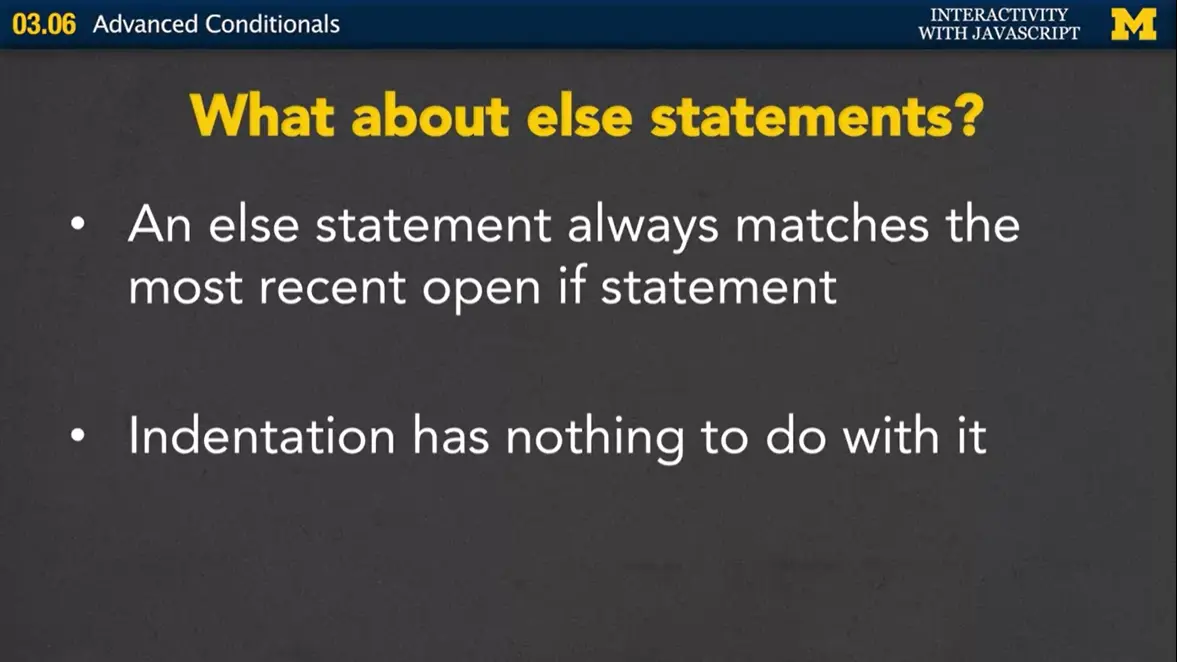 03.06 Advanced Conditionals
INTERACTIVITY
WITH JAVASCRIPT
M
What about else statements?
• An else statement always matches the
most recent open if statement
• Indentation has nothing to do with it